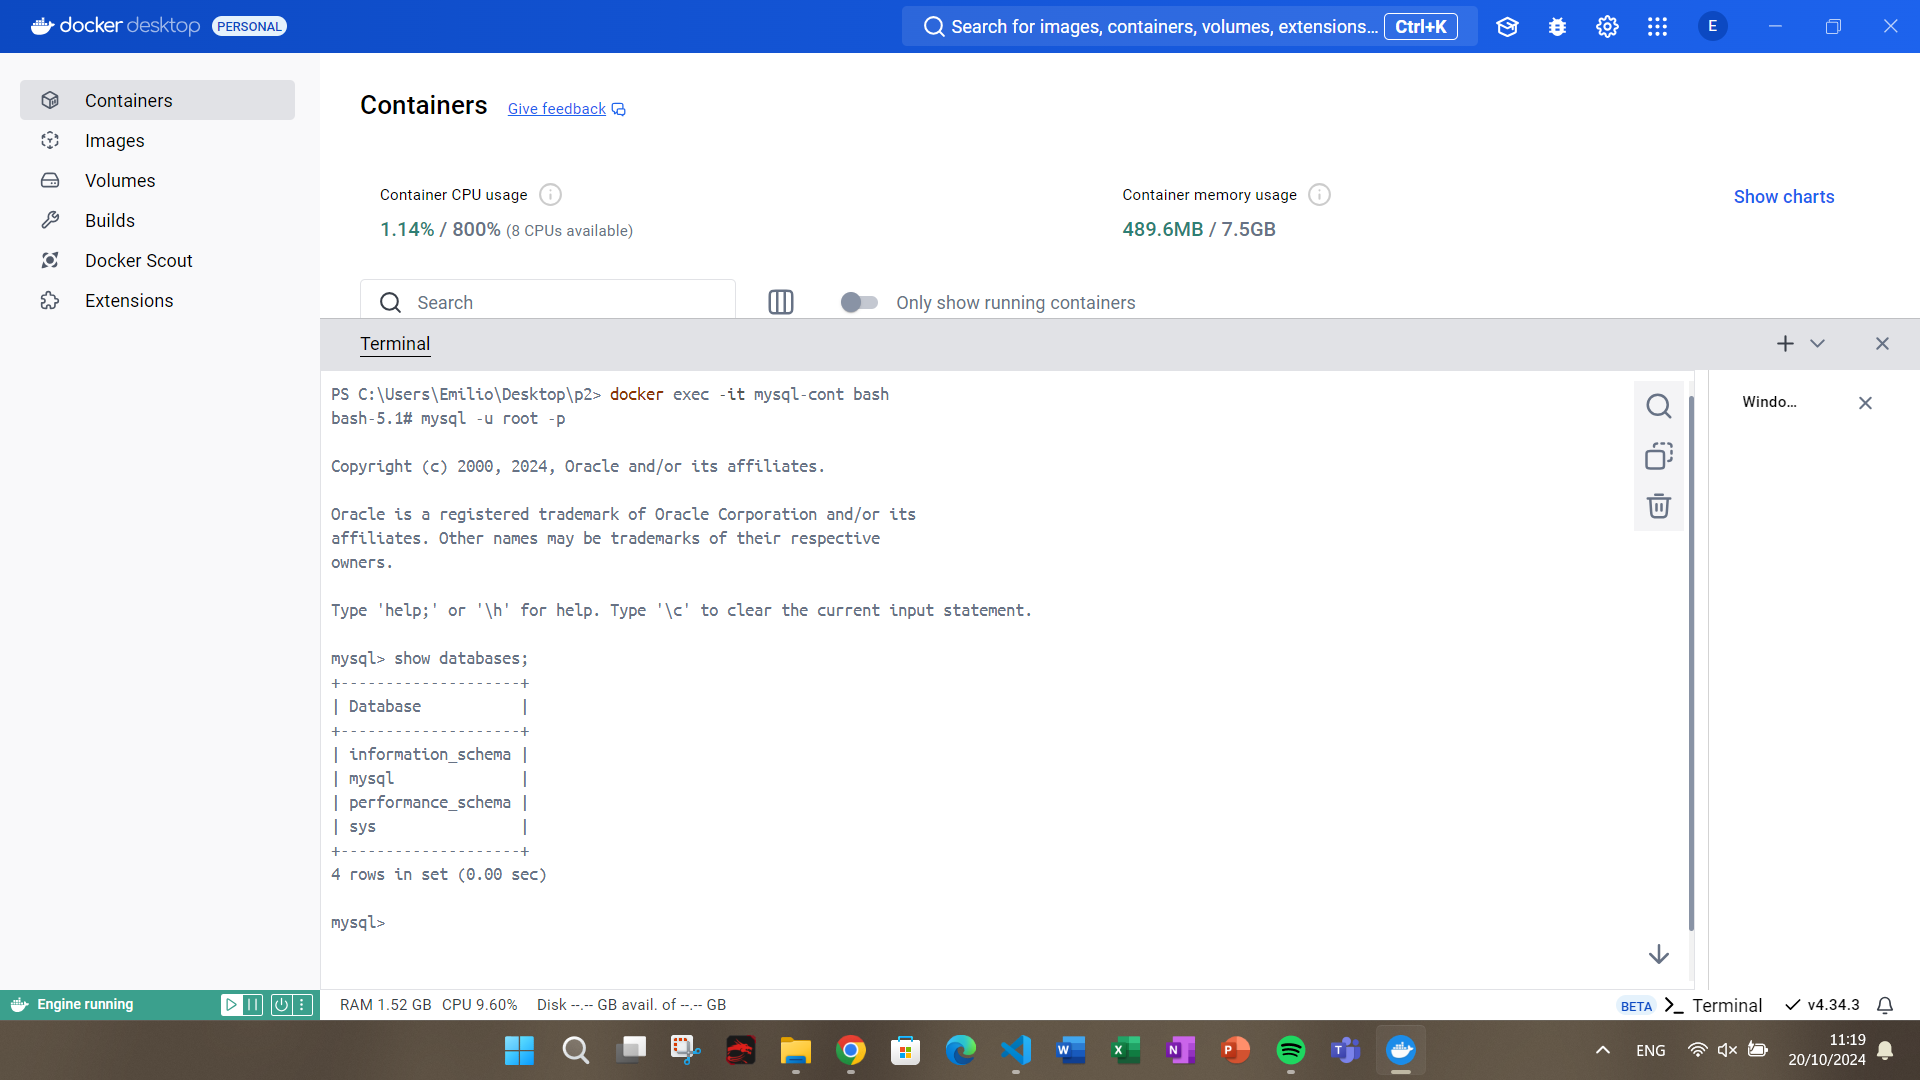 docker desktop PERSONAL
Search for images, containers, volumes, extensions... Ctrl+K
E
Containers
Images
Volumes
Builds
Docker Scout
Extensions
Containers Give feedback
Container CPU usage
1.14% / 800% (8 CPUs available)
Container memory usage
489.6MB / 7.5GB
Show charts
Search
Only show running containers
Terminal
PS C:\Users\Emilio\Desktop\p2> docker exec -it mysql-cont bash
bash-5.1# mysql -u root -p
Copyright (c) 2000, 2024, Oracle and/or its affiliates.
Oracle is a registered trademark of Oracle Corporation and/or its
affiliates. Other names may be trademarks of their respective
owners.
Type 'help;' or '\h' for help. Type '\c' to clear the current input statement.
mysql> show databases;
+--------------------+
| Database           |
+--------------------+
| information_schema |
| mysql              |
| performance_schema |
| sys                |
+--------------------+
4 rows in set (0.00 sec)
mysql>
Windo...
Engine running
RAM 1.52 GB CPU 9.60% Disk --.-- GB avail. of --.-- GB
BETA Terminal v4.34.3
ENG
11:19
20/10/2024